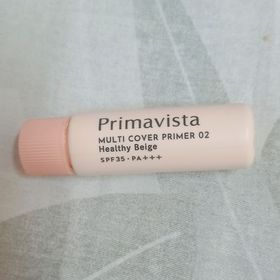 Primavista
MULTI COVER PRIMER 02
Healthy Beige
SPF35・PA+++